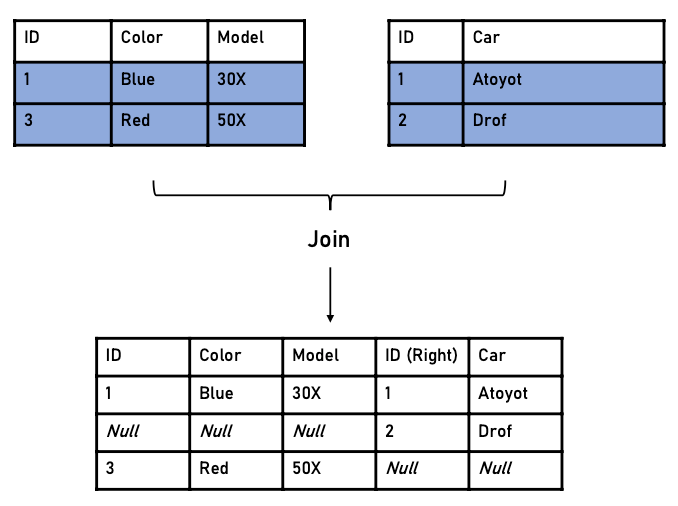 ID Color Model
1 Blue 30X
3 Red 50X
ID Car
1 Atoyot
2 Drof
Join
ID Color Model ID (Right) Car
1 Blue 30X 1 Atoyot
Null Null Null 2 Drof
3 Red 50X Null Null